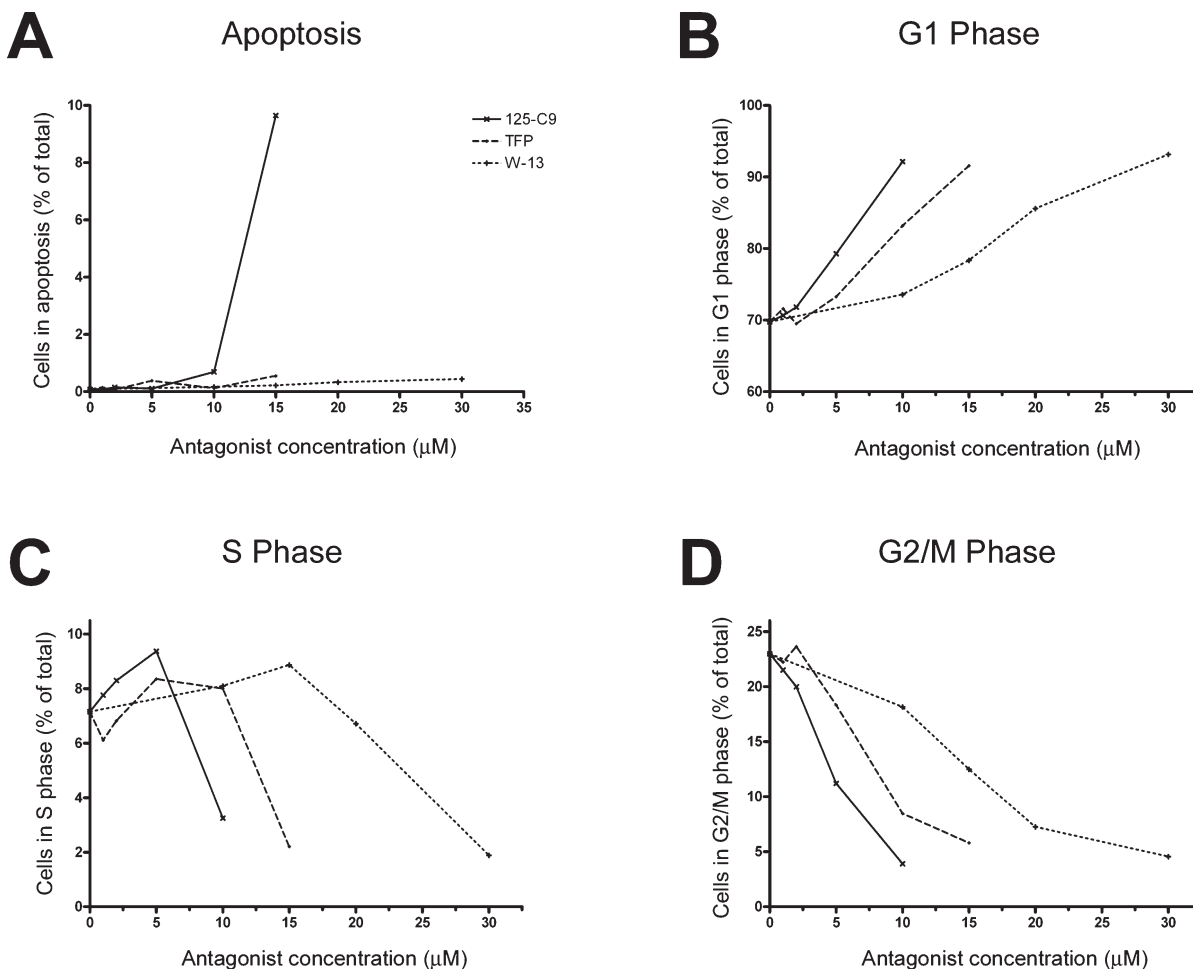 A
Apoptosis
Cells in apoptosis (% of total)
10
8
6
4
2
0
0 5 10 15 20 25 30 35
Antagonist concentration (μM)
125-C9
TFP
W-13
B
G1 Phase
Cells in G1 phase (% of total)
100
90
80
70
60
0 5 10 15 20 25 30
Antagonist concentration (μM)
C
S Phase
Cells in S phase (% of total)
10
8
6
4
2
0
0 5 10 15 20 25 30
Antagonist concentration (μM)
D
G2/M Phase
Cells in G2/M phase (% of total)
25
20
15
10
5
0
0 5 10 15 20 25 30
Antagonist concentration (μM)